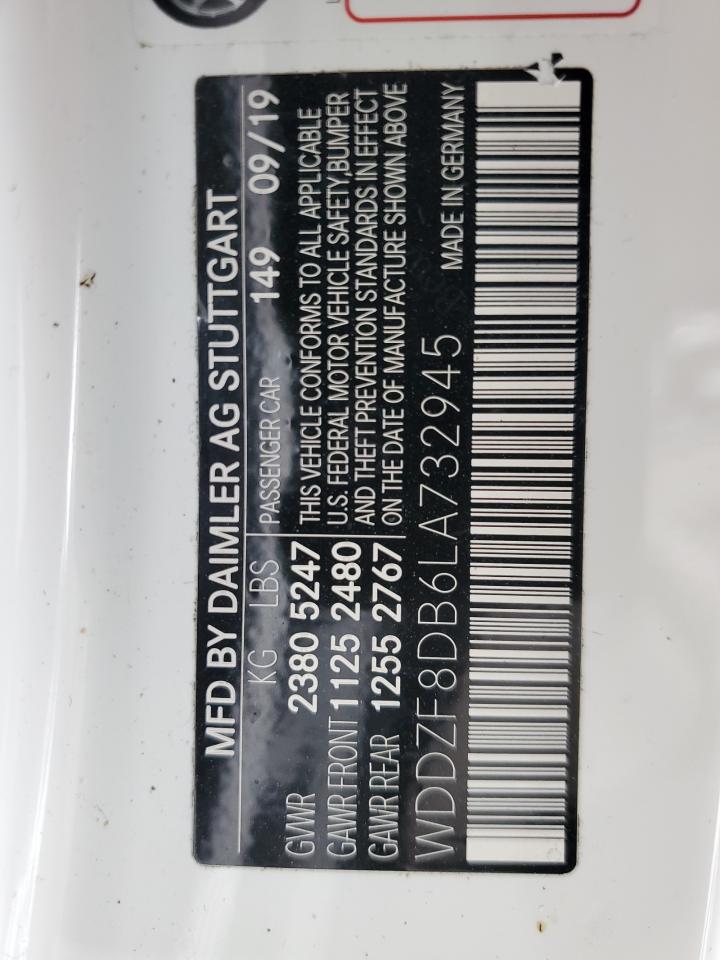 MFD BY DAIMLER AG STUTTGART
KG LBS PASSENGER CAR 149 09/19
GVWR 2380 5247 THIS VEHICLE CONFORMS TO ALL APPLICABLE
GAWR FRONT 1125 2480 U.S. FEDERAL MOTOR VEHICLE SAFETY,BUMPER
AND THEFT PREVENTION STANDARDS IN EFFECT
GAWR REAR 1255 2767 ON THE DATE OF MANUFACTURE SHOWN ABOVE
WDDZF8DB6LA732945 MADE IN GERMANY